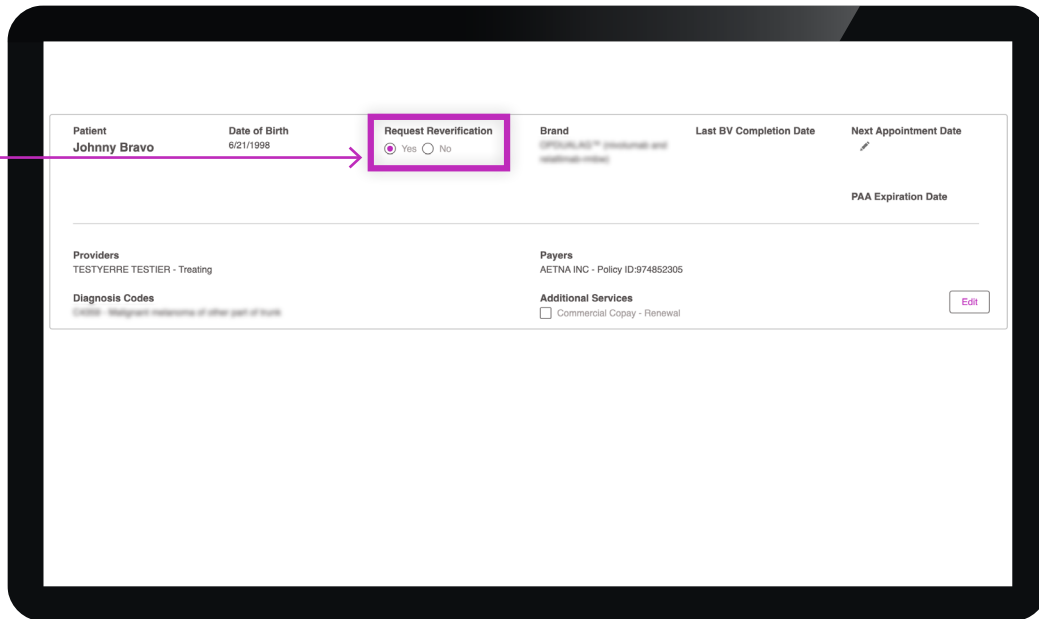 Patient
Johnny Bravo
Date of Birth
6/21/1998
Request Reverification
Yes No
Brand
Last BV Completion Date
Next Appointment Date
PAA Expiration Date
Providers
TESTYERRE TESTIER - Treating
Payers
AETNA INC - Policy ID:974852305
Diagnosis Codes
Additional Services
Commercial Copay - Renewal
Edit